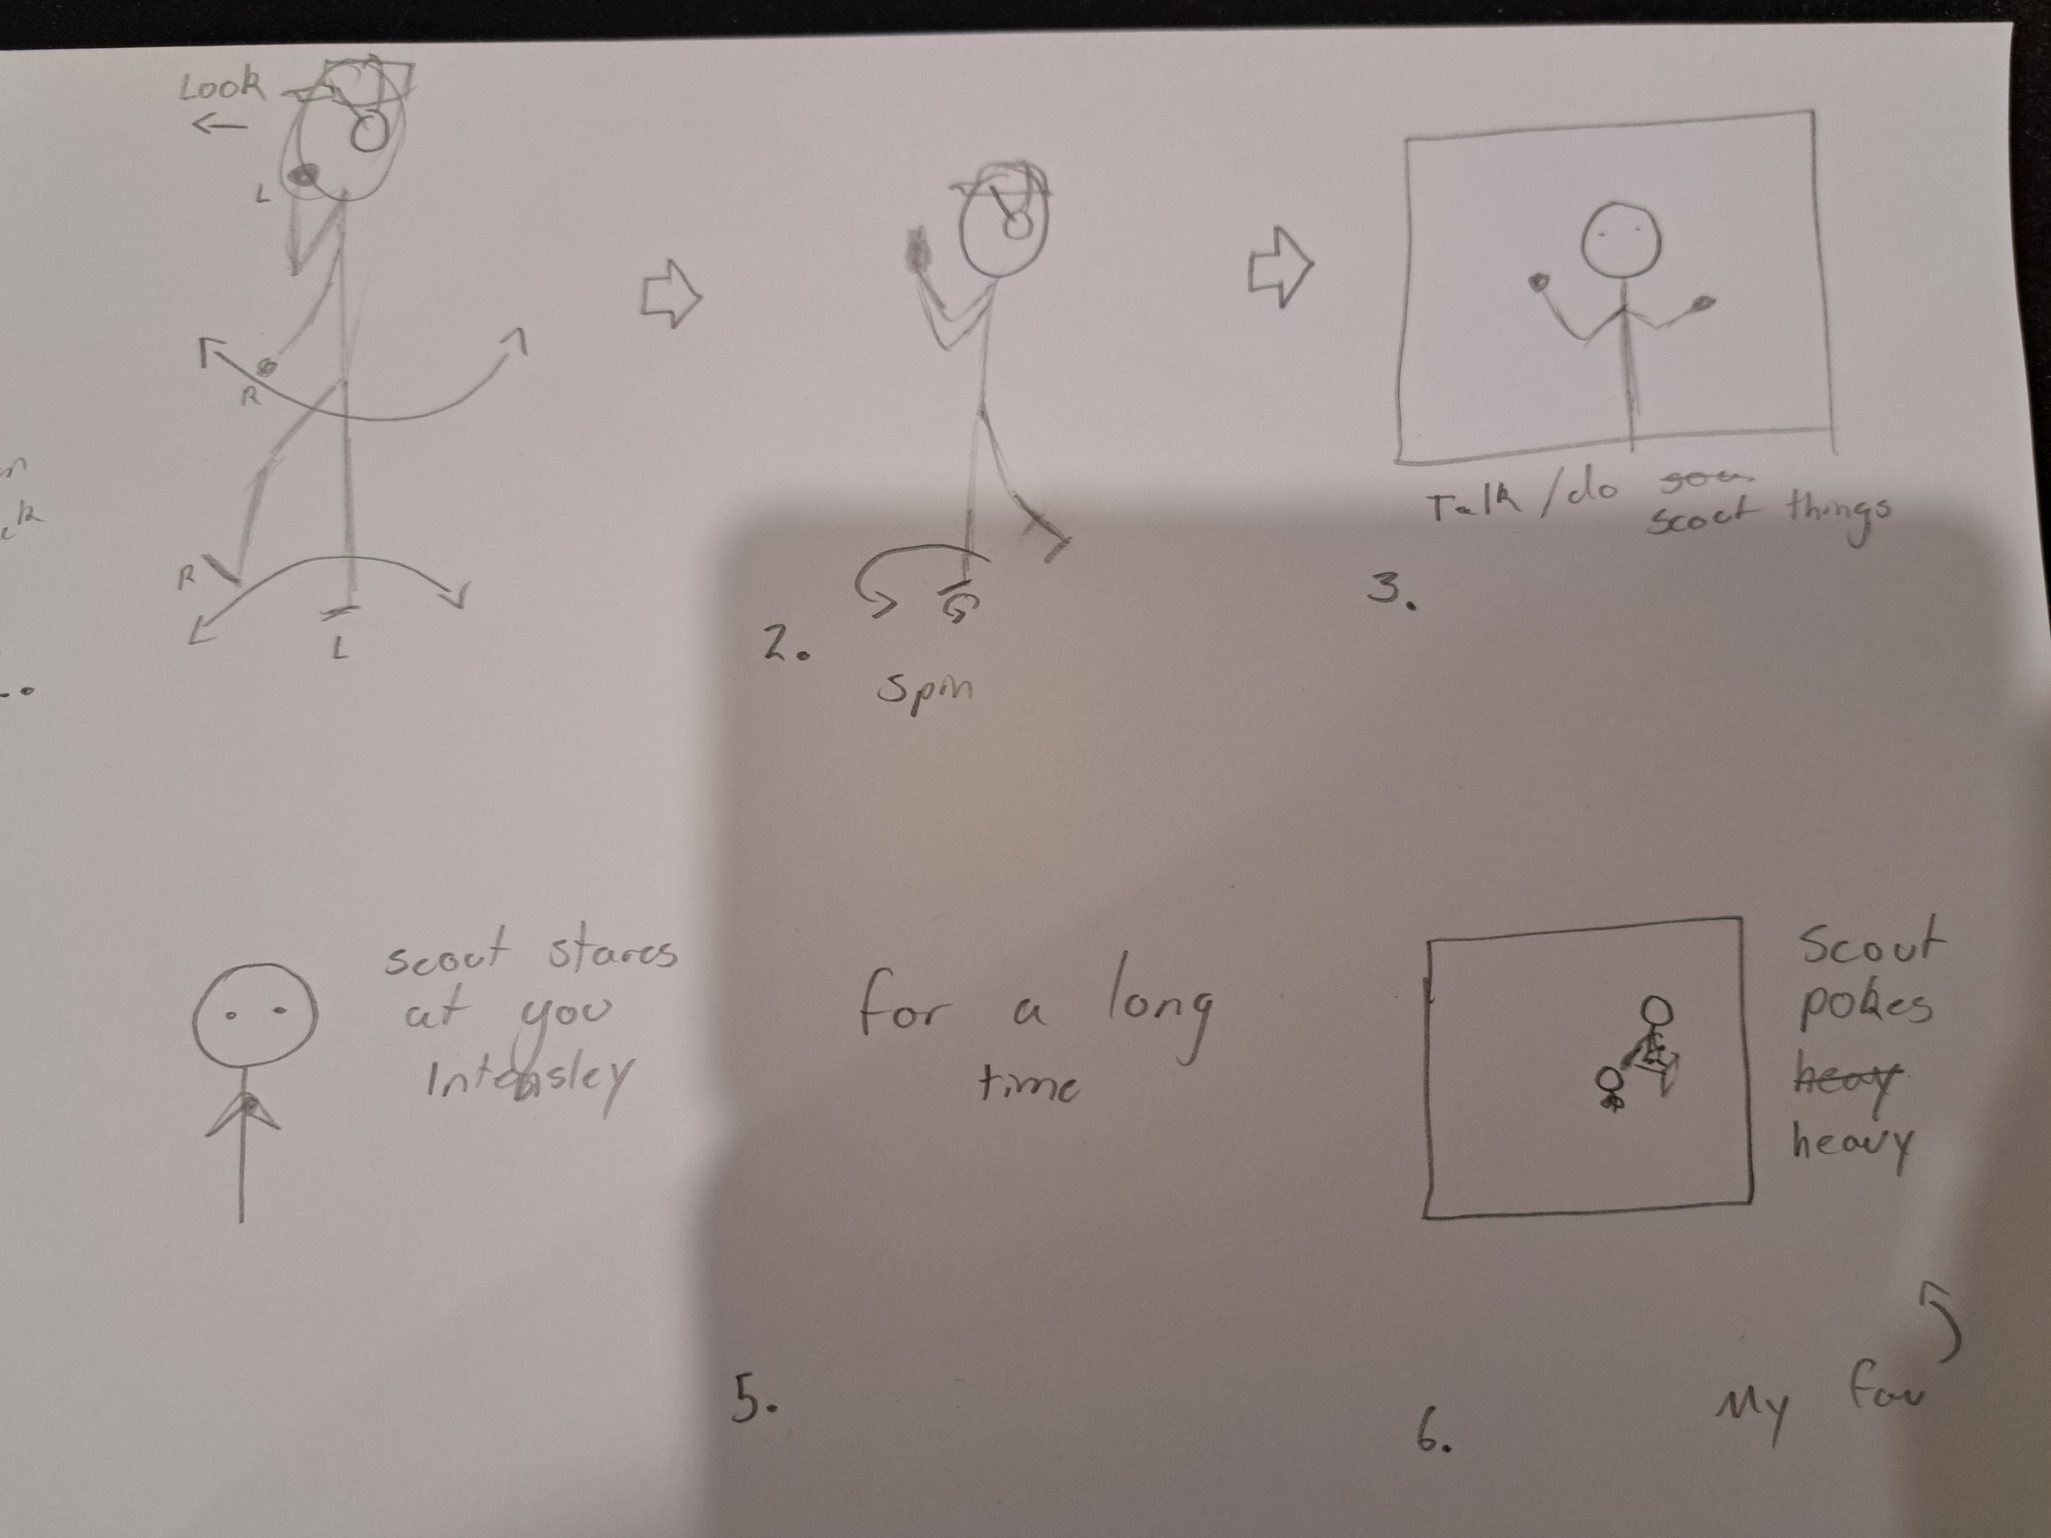 Look
L
R
R
L
2.
Spin
3.
Talk/do
scout things
scout stares
at you
Intensley
5.
for a long
time
6.
Scout
pokes
heavy
heavy
My fav